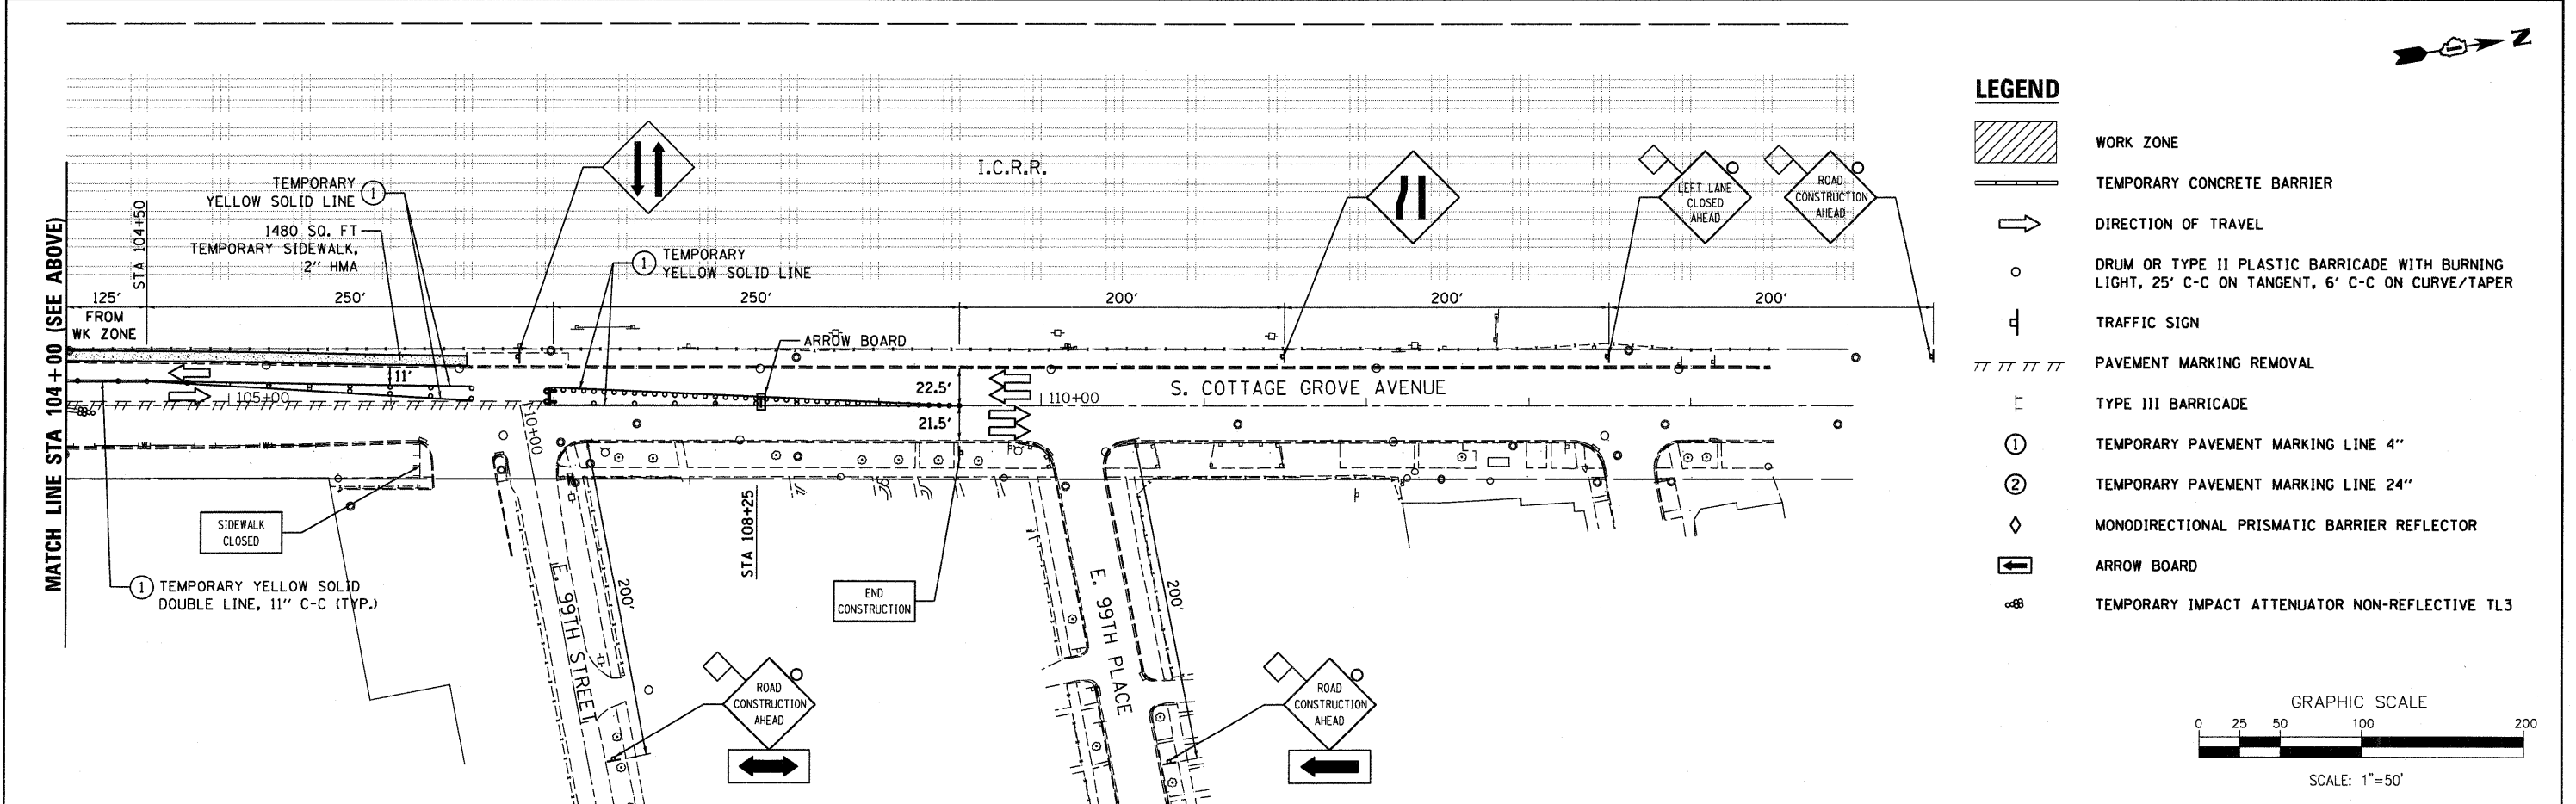 N
LEGEND
WORK ZONE
TEMPORARY CONCRETE BARRIER
DIRECTION OF TRAVEL
DRUM OR TYPE II PLASTIC BARRICADE WITH BURNING
LIGHT, 25' C-C ON TANGENT, 6' C-C ON CURVE/TAPER
TRAFFIC SIGN
PAVEMENT MARKING REMOVAL
TYPE III BARRICADE
1 TEMPORARY PAVEMENT MARKING LINE 4"
2 TEMPORARY PAVEMENT MARKING LINE 24"
MONODIRECTIONAL PRISMATIC BARRIER REFLECTOR
ARROW BOARD
TEMPORARY IMPACT ATTENUATOR NON-REFLECTIVE TL3
GRAPHIC SCALE
0 25 50 100 200
SCALE: 1"=50'
MATCH LINE STA 104+00 (SEE ABOVE)
STA 104+50
TEMPORARY
YELLOW SOLID LINE
1
1480 SQ. FT
TEMPORARY SIDEWALK,
2" HMA
1
TEMPORARY
YELLOW SOLID LINE
I.C.R.R.
LEFT LANE
CLOSED
AHEAD
ROAD
CONSTRUCTION
AHEAD
125'
FROM
WK ZONE
250'
250'
200'
200'
200'
ARROW BOARD
11'
105+00
22.5'
21.5'
110+00
S. COTTAGE GROVE AVENUE
10+00
SIDEWALK
CLOSED
1
TEMPORARY YELLOW SOLID
DOUBLE LINE, 11" C-C (TYP.)
STA 108+25
END
CONSTRUCTION
E. 99TH STREET
200'
E. 99TH PLACE
200'
ROAD
CONSTRUCTION
AHEAD
ROAD
CONSTRUCTION
AHEAD